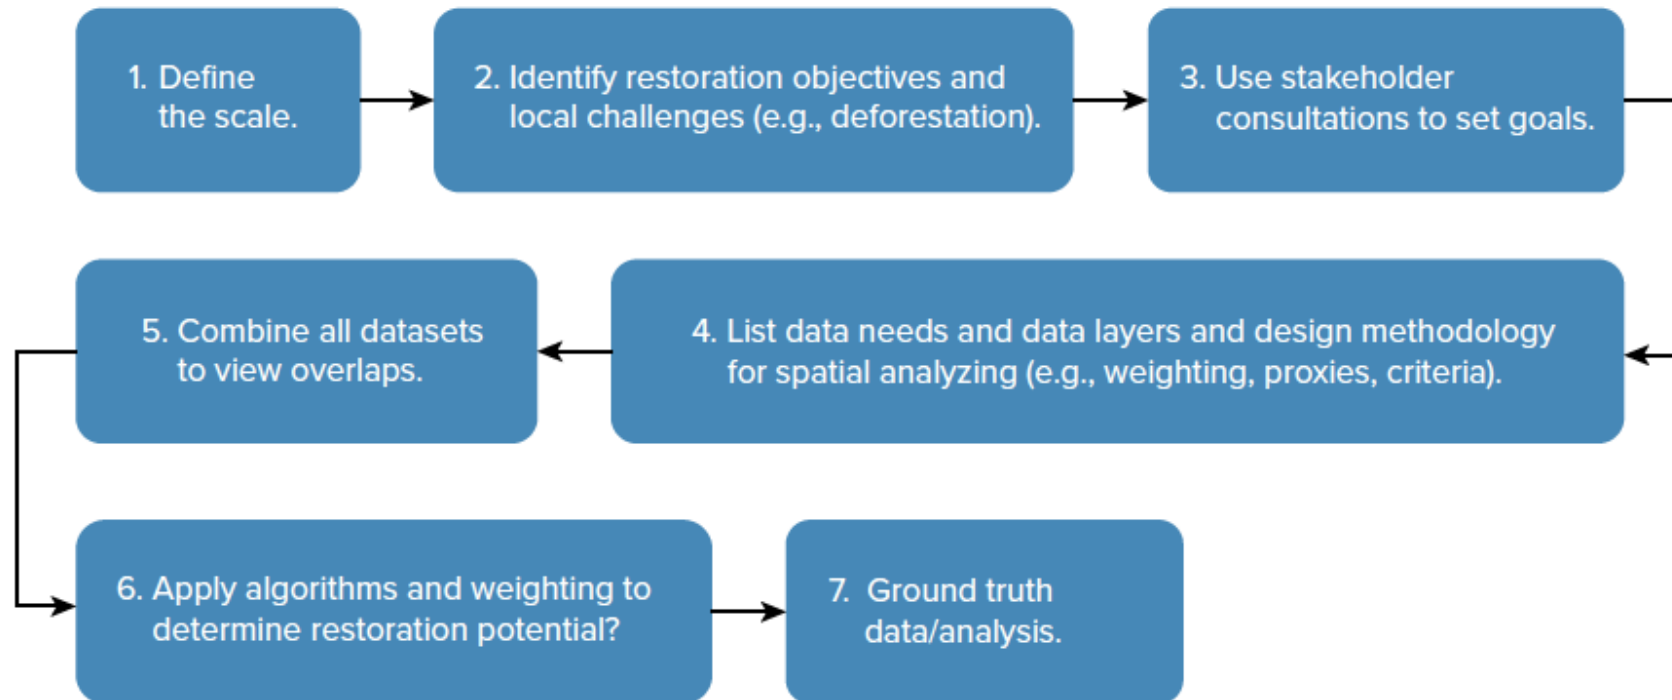 1. Define
the scale.
2. Identify restoration objectives and
local challenges (e.g., deforestation).
3. Use stakeholder
consultations to set goals.
4. List data needs and data layers and design methodology
for spatial analyzing (e.g., weighting, proxies, criteria).
5. Combine all datasets
to view overlaps.
6. Apply algorithms and weighting to
determine restoration potential?
7. Ground truth
data/analysis.